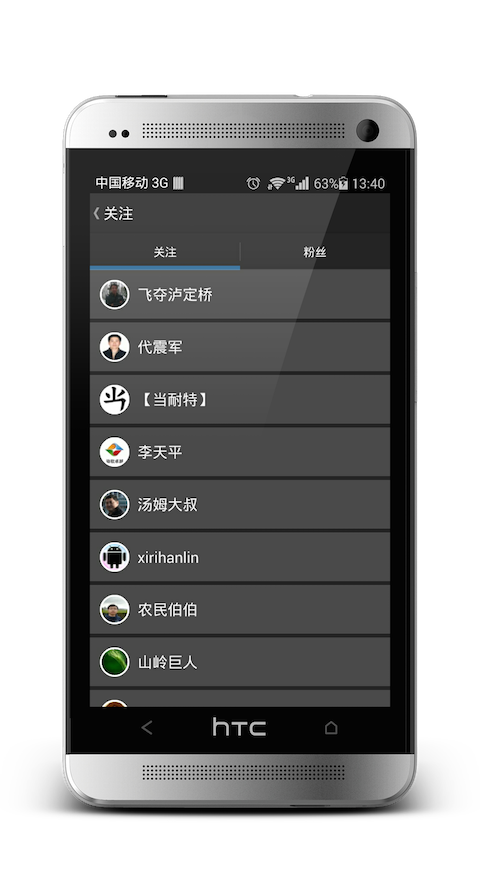 中国移动 3G 3G 63% 13:40
关注
关注 粉丝
飞夺泸定桥
代震军
【当耐特】
李天平
汤姆大叔
xirihanlin
农民伯伯
山岭巨人
hTC